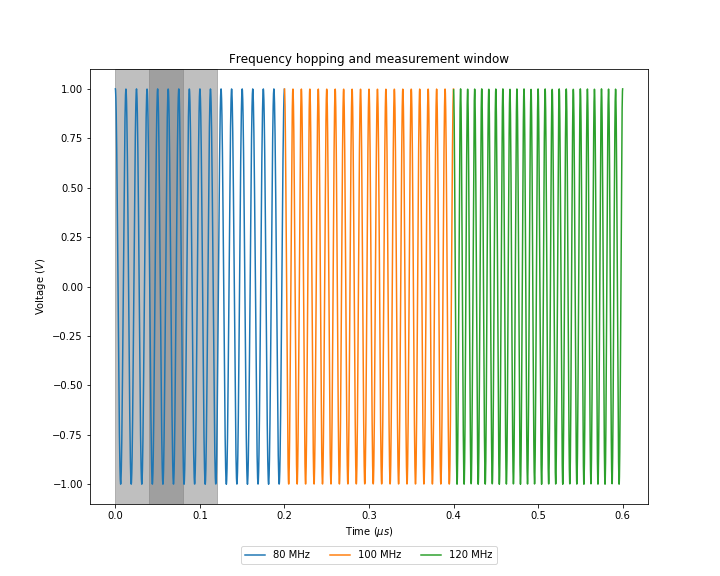 Frequency hopping and measurement window
1.00
0.75
0.50
0.25
0.00
−0.25
−0.50
−0.75
−1.00
Voltage (V)
0.0 0.1 0.2 0.3 0.4 0.5 0.6
Time (μs)
80 MHz 100 MHz 120 MHz